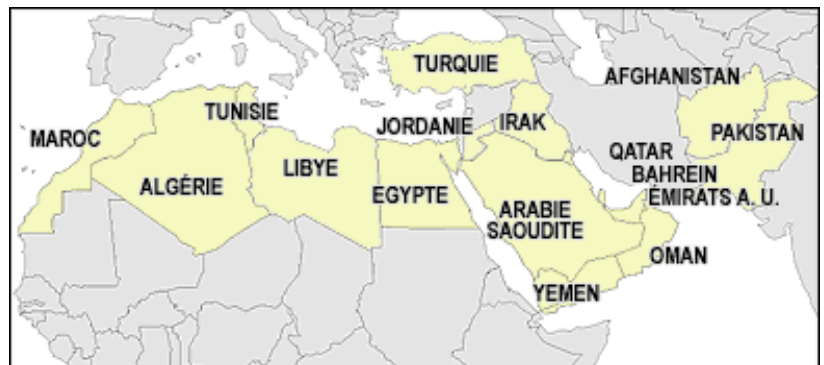 TURQUIE
AFGHANISTAN
TUNISIE
MAROC
JORDANIE
IRAK
PAKISTAN
QATAR
LIBYE
BAHREIN
ALGÉRIE
EGYPTE
ÉMIRATS A. U.
ARABIE
SAOUDITE
OMAN
YEMEN